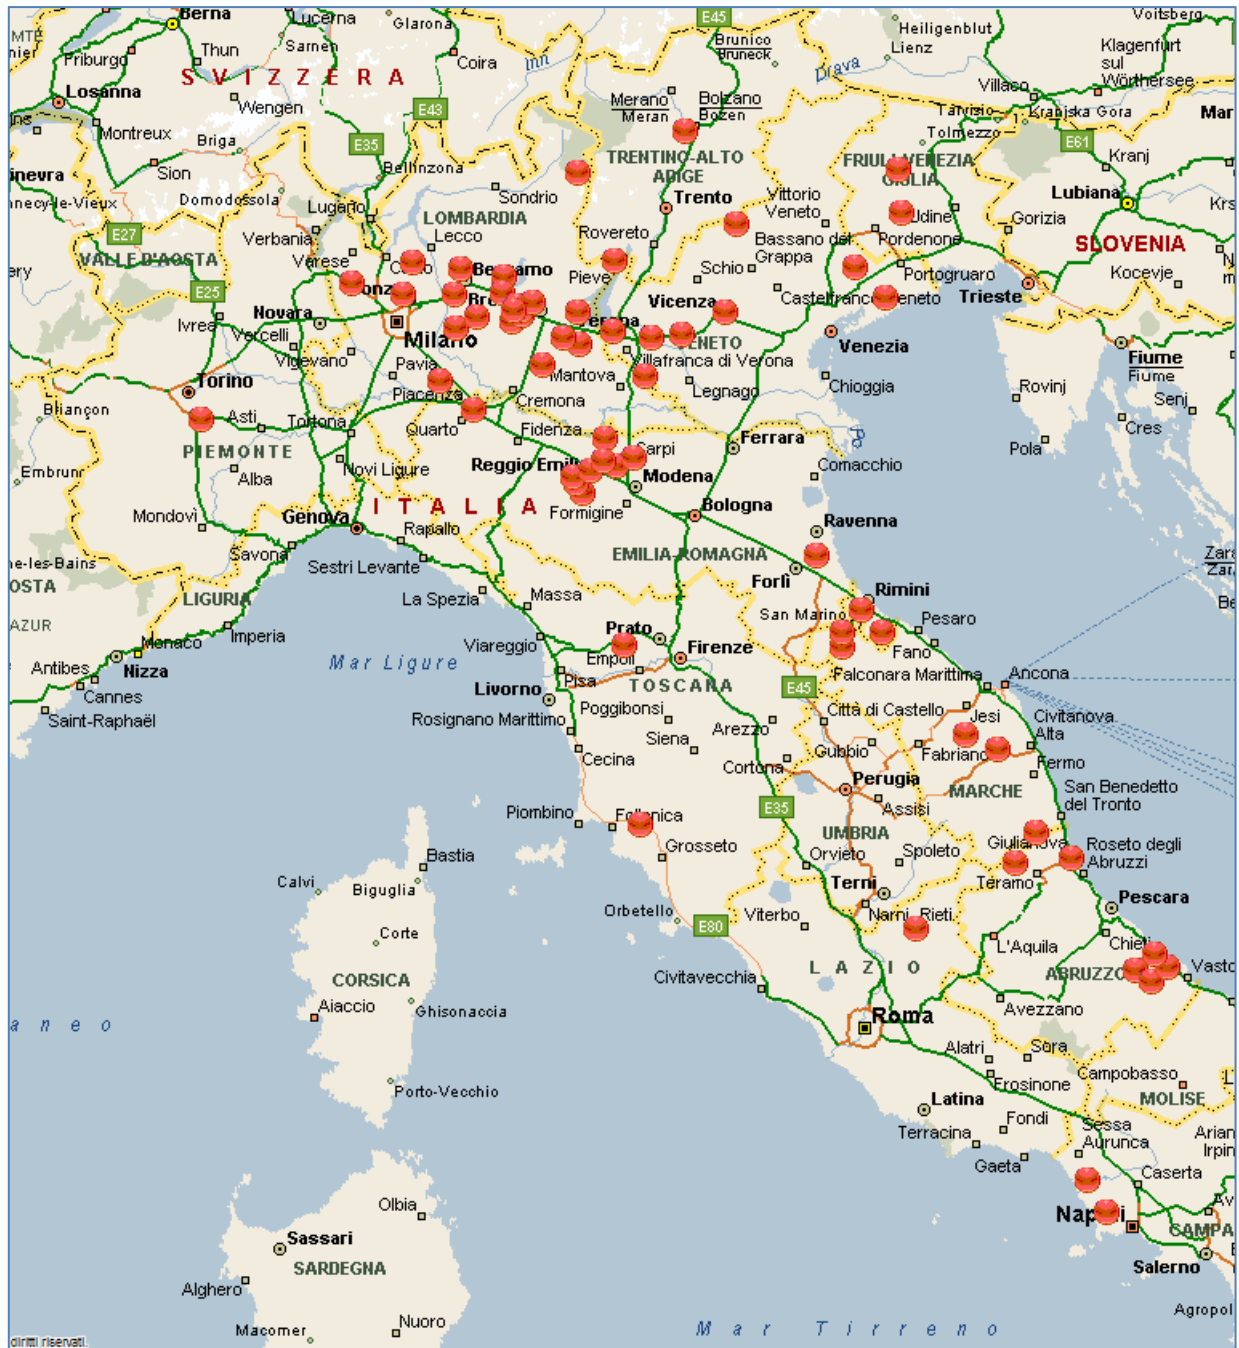 Berna
Lucerna
Glarona
E45
Voitsberg
Heiligenblut
Brunico
Bruneck
Lienz
Klagenfurt
sul
Wörthersee
Thun
Sarnen
Friburgo
Coira
Inn
Drava
SVIZZERA
Losanna
Wengen
E43
Merano
Meran
Bolzano
Bozen
Villaco
Tarvisio
Kranjska Gora
Mar
Montreux
Briga
E35
Tolmezzo
E61
Sion
Bellinzona
TRENTINO-ALTO
ADIGE
FRIULI-VENEZIA
GIULIA
Kranj
Domodossola
Sondrio
Vittorio
Veneto
Lubiana
Lugano
LOMBARDIA
Trento
Udine
Gorizia
E27
Verbania
Lecco
Rovereto
Bassano del
Grappa
Pordenone
SLOVENIA
VALLE D'AOSTA
Varese
Bergamo
Pieve
Schio
Portogruaro
Kocevje
E25
Vicenza
Castelfranco Veneto
Trieste
Ivrea
Novara
Milano
VENETO
Venezia
Fiume
Fiume
Vercelli
Vigevano
Pavia
Villafranca di Verona
Torino
Piacenza
Mantova
Legnago
Chioggia
Rovinj
Senj
Briançon
Asti
Tortona
Cremona
Quarto
Fidenza
Ferrara
Po
Cres
Pola
PIEMONTE
Carpi
Embrun
Alba
Novi Ligure
Reggio Emil
Modena
Comacchio
ITALIA
Mondovì
Genova
Formigine
Bologna
Rapallo
Ravenna
Savona
Sestri Levante
EMILIA-ROMAGNA
Forlì
LIGURIA
La Spezia
Massa
Rimini
San Marino
Imperia
Viareggio
Prato
Pesaro
Monaco
Nizza
Mar Ligure
Empoli
Firenze
Fano
Antibes
Cannes
Pisa
Falconara Marittima
Ancona
Saint-Raphaël
Livorno
TOSCANA
E45
Rosignano Marittimo
Poggibonsi
Arezzo
Città di Castello
Jesi
Civitanova
Alta
Siena
Gubbio
Fabriano
Cecina
Cortona
Fermo
Perugia
MARCHE
Piombino
Follonica
E35
Assisi
San Benedetto
del Tronto
UMBRIA
Giulianova
Grosseto
Orvieto
Spoleto
Roseto degli
Abruzzi
Bastia
Teramo
Calvi
Biguglia
Terni
Pescara
Orbetello
E80
Viterbo
Narni
Rieti
Corte
L'Aquila
Chieti
CORSICA
Civitavecchia
LAZIO
ABRUZZO
Vasto
Aiaccio
Ghisonaccia
Avezzano
Roma
aneo
Alatri
Sora
Porto-Vecchio
Frosinone
Campobasso
MOLISE
Latina
Fondi
Sessa
Aurunca
Arian
Irpin
Terracina
Gaeta
Caserta
Olbia
Napoli
CAMPA
Sassari
SARDEGNA
Salerno
Alghero
Nuoro
Agropol
Macomer
Mar Tirreno
diritti riservati.